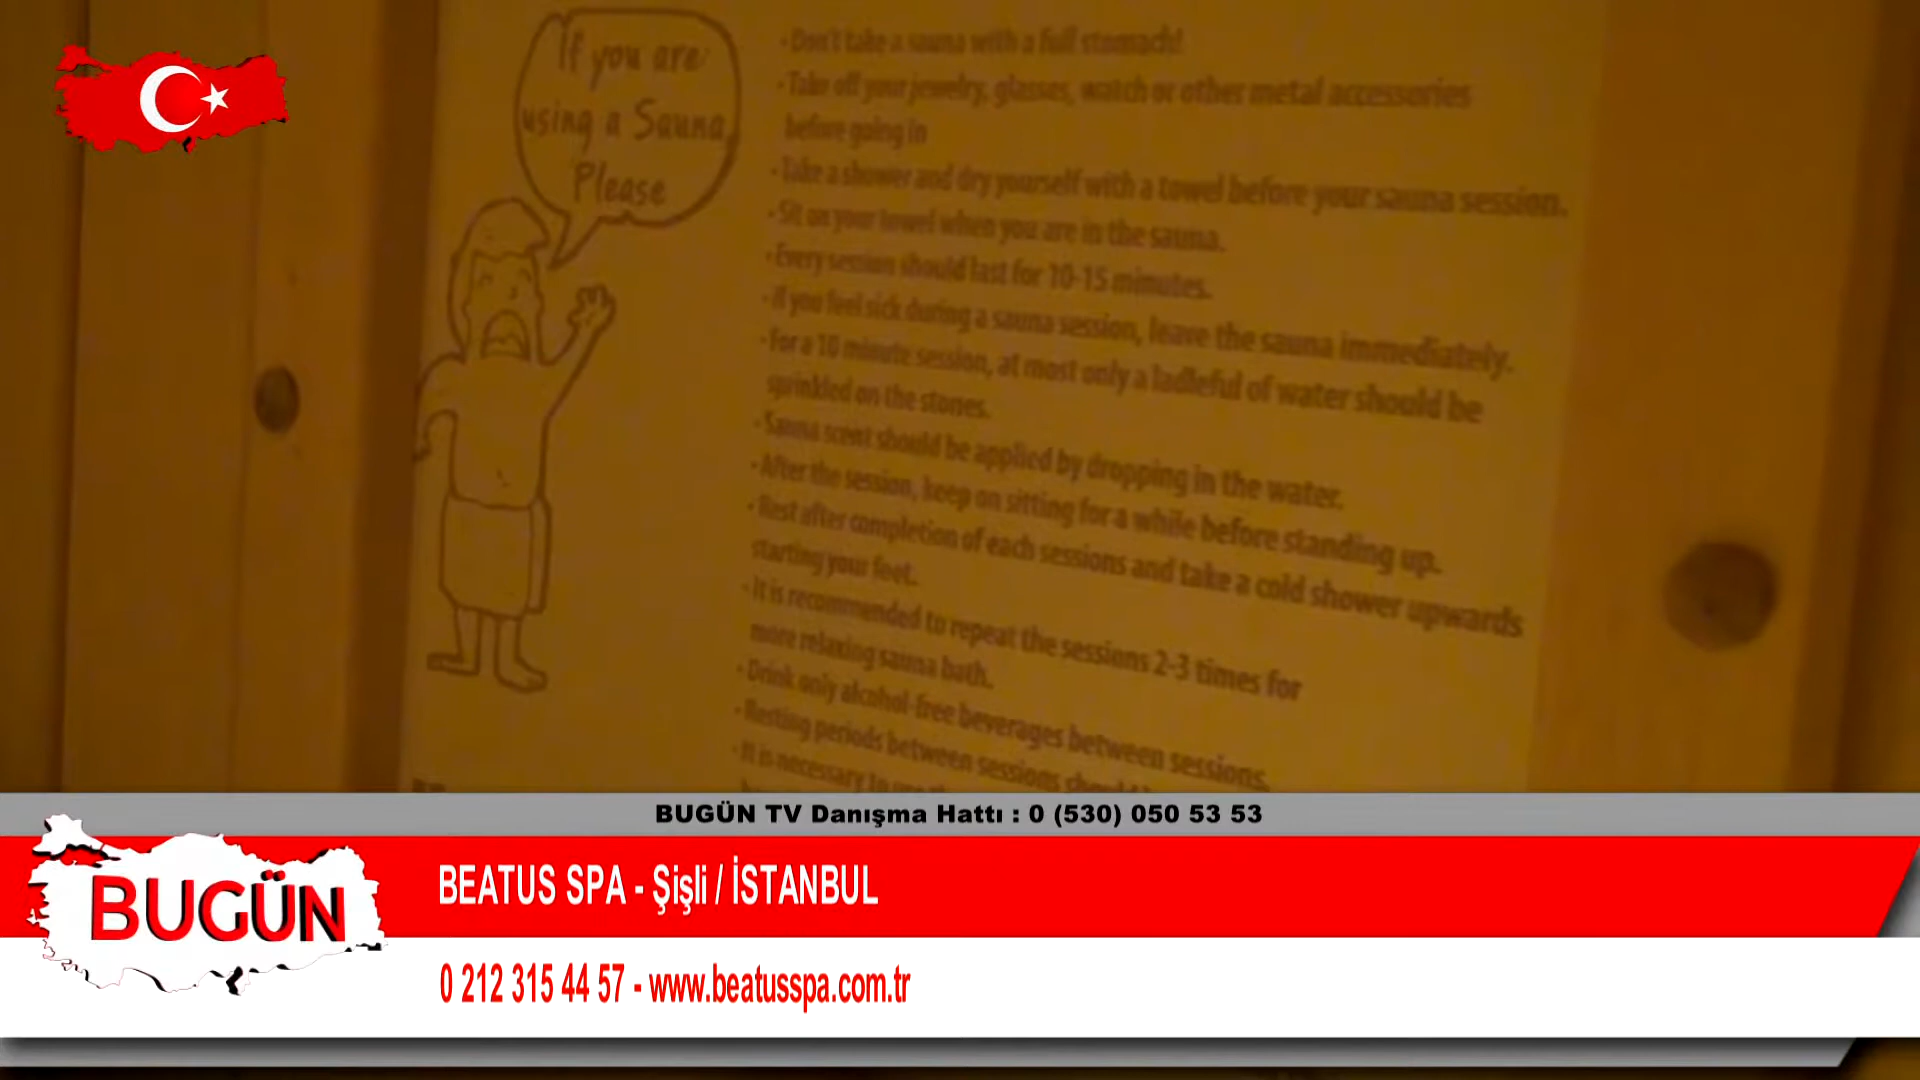 If you are
using a Sauna
Please
· Don't take a sauna with a full stomach!
· Take off your jewelry, glasses, watch or other metal accessories
before going in
· Take a shower and dry yourself with a towel before your sauna session.
· Sit on your towel when you are in the sauna.
· Every session should last for 10-15 minutes.
· If you feel sick during a sauna session, leave the sauna immediately.
· For a 10 minute session, at most only a ladleful of water should be
sprinkled on the stones.
· Sauna scent should be applied by dropping in the water.
· After the session, keep on sitting for a while before standing up.
· Rest after completion of each sessions and take a cold shower upwards
starting your feet.
· It is recommended to repeat the sessions 2-3 times for
more relaxing sauna bath.
· Drink only alcohol-free beverages between sessions.
· Resting periods between sessions should
· It is necessary to use
BUGÜN TV Danışma Hattı : 0 (530) 050 53 53
BUGÜN
BEATUS SPA - Şişli / İSTANBUL
0 212 315 44 57 - www.beatusspa.com.tr